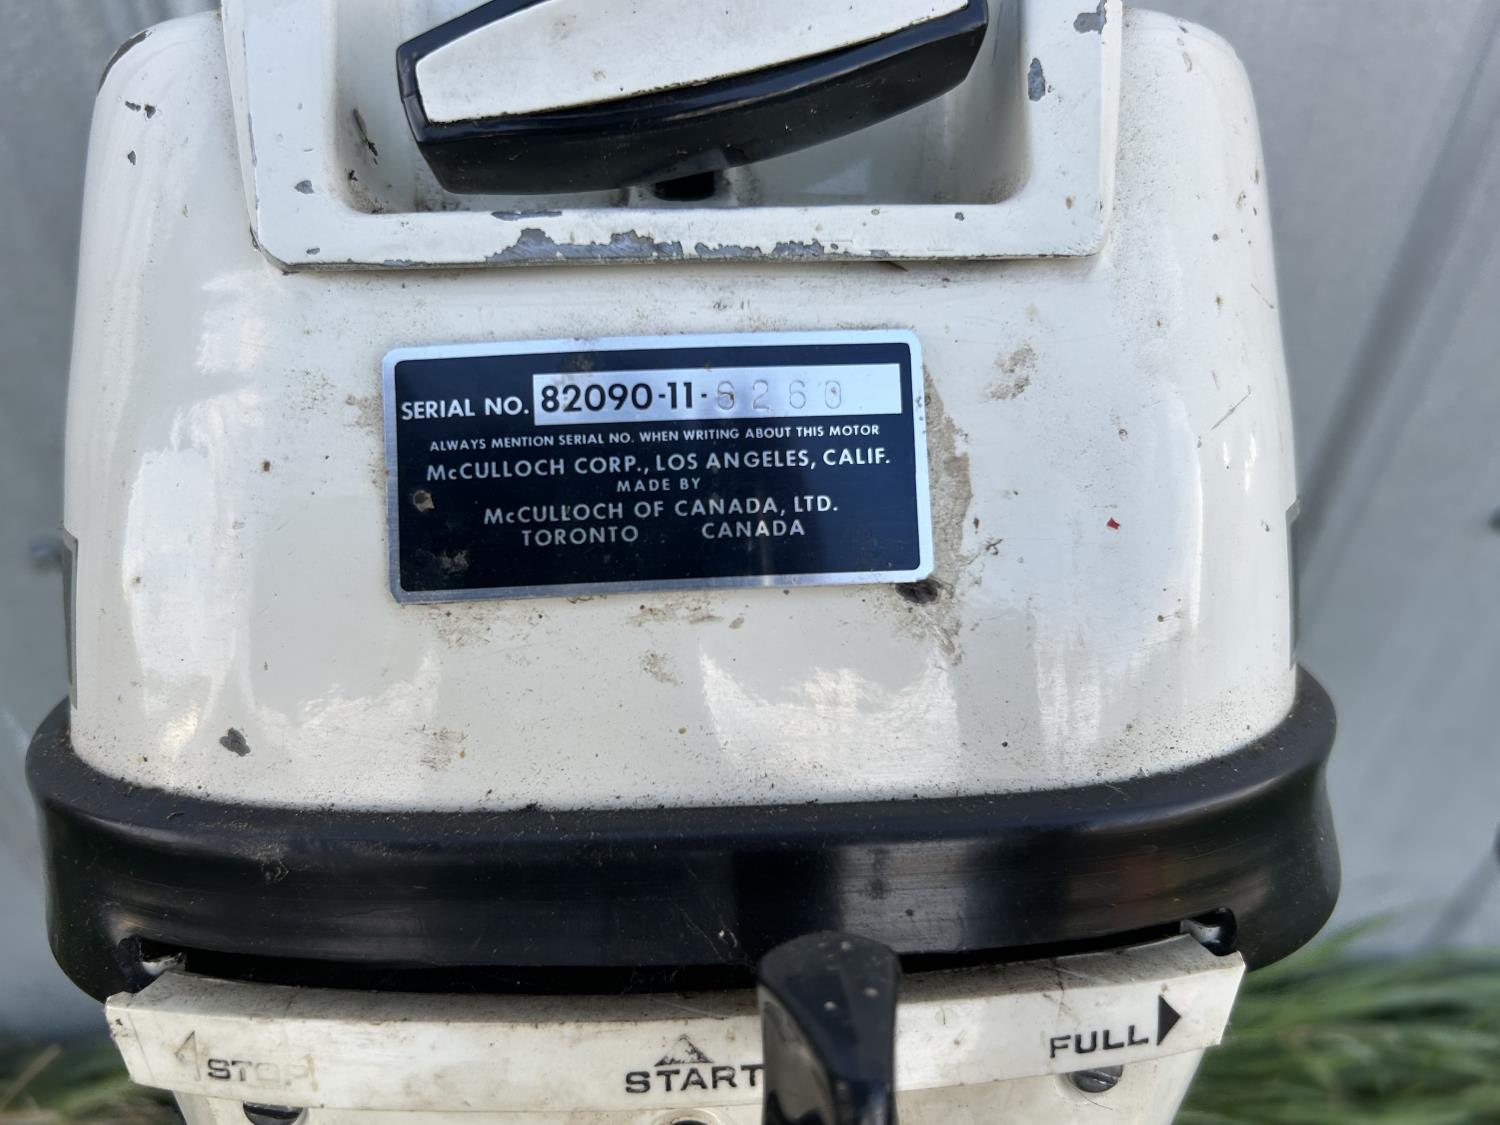 SERIAL NO. 82090-11-6260
ALWAYS MENTION SERIAL NO. WHEN WRITING ABOUT THIS MOTOR
McCULLOCH CORP., LOS ANGELES, CALIF.
MADE BY
McCULLOCH OF CANADA, LTD.
TORONTO CANADA
STOP START FULL